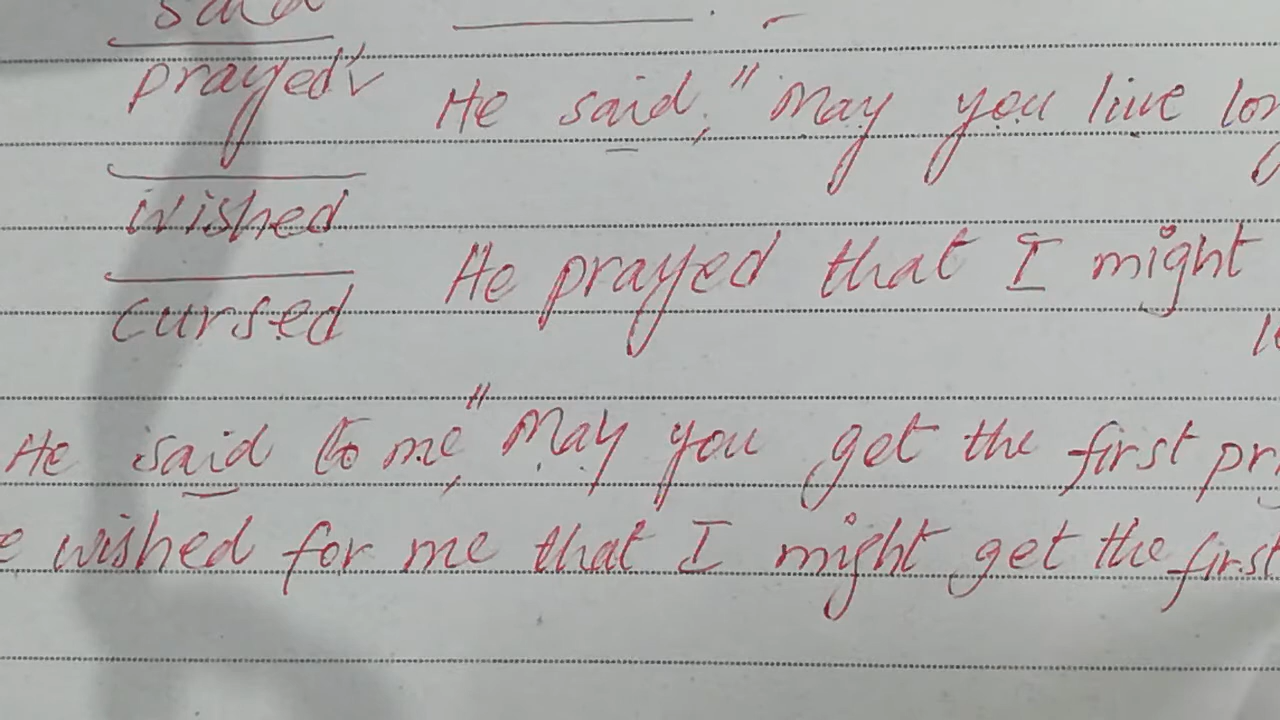 said
prayed ✓ He said, " May you live
wished
He prayed that I might
cursed
He said to me, " May you get the first
wished for me that I might get the first